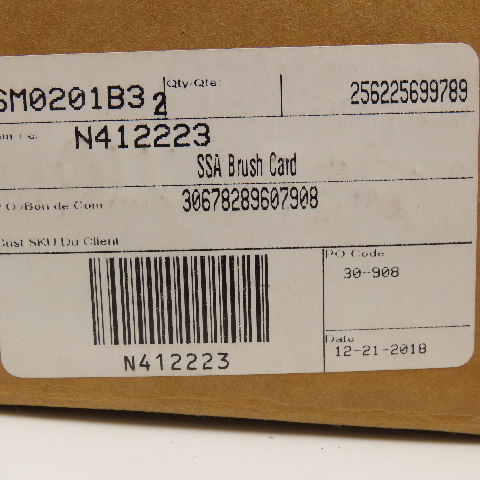 SM0201B3 2 Qty/Qte: 256225699789
N412223
SSA Brush Card
P.O./Bon de Com 30678289607908
Cust SKU Du Client
PO Code
30-908
N412223
Date
12-21-2018